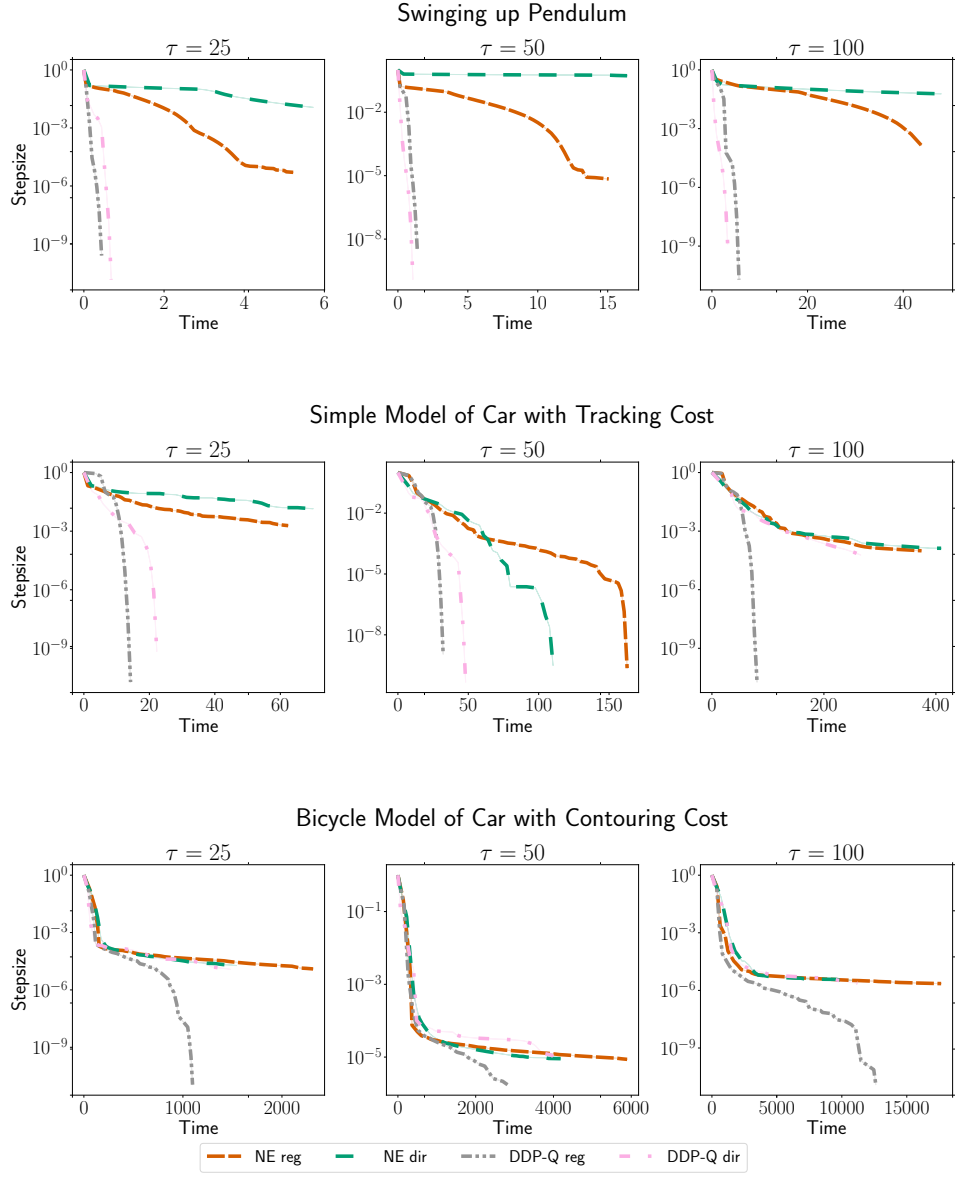 Swinging up Pendulum
τ = 25
τ = 50
τ = 100
Stepsize
10^0
10^{-3}
10^{-6}
10^{-9}
0 2 4 6
Time
10^{-2}
10^{-5}
10^{-8}
0 5 10 15
Time
10^0
10^{-3}
10^{-6}
10^{-9}
0 20 40
Time
Simple Model of Car with Tracking Cost
τ = 25
τ = 50
τ = 100
Stepsize
10^0
10^{-3}
10^{-6}
10^{-9}
0 20 40 60
Time
10^{-2}
10^{-5}
10^{-8}
0 50 100 150
Time
10^0
10^{-3}
10^{-6}
10^{-9}
0 200 400
Time
Bicycle Model of Car with Contouring Cost
τ = 25
τ = 50
τ = 100
Stepsize
10^0
10^{-3}
10^{-6}
10^{-9}
0 1000 2000
Time
10^{-1}
10^{-3}
10^{-5}
0 2000 4000 6000
Time
10^0
10^{-3}
10^{-6}
10^{-9}
0 5000 10000 15000
Time
NE reg NE dir DDP-Q reg DDP-Q dir